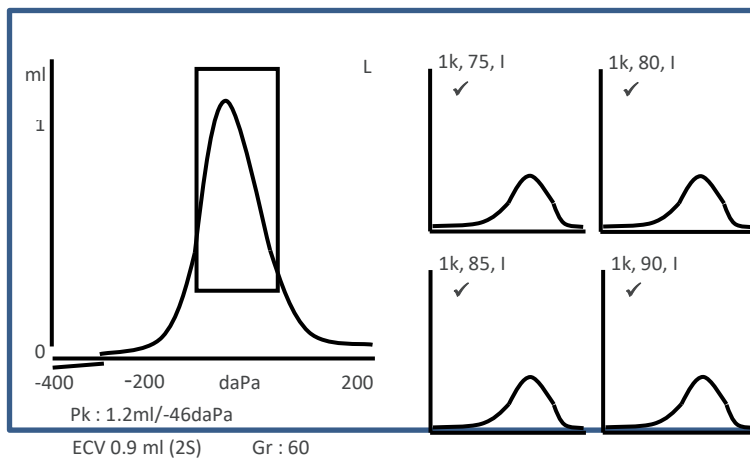 ml
1
0
-400 -200 daPa 200
L
Pk : 1.2ml/-46daPa
ECV 0.9 ml (2S) Gr : 60
1k, 75, I
✓
1k, 80, I
✓
1k, 85, I
✓
1k, 90, I
✓